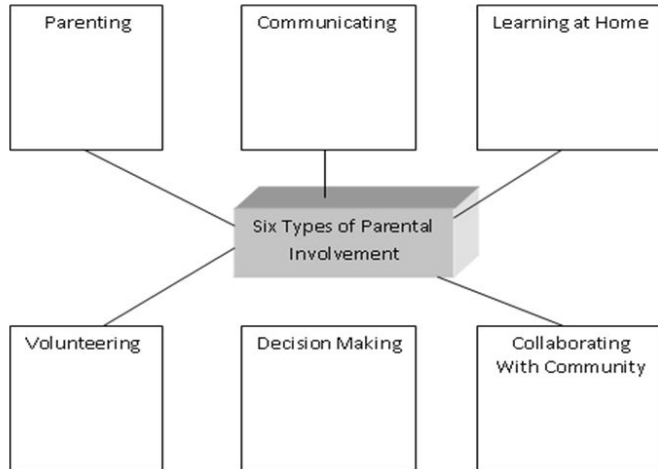 Parenting
Communicating
Learning at Home
Six Types of Parental
Involvement
Volunteering
Decision Making
Collaborating
With Community